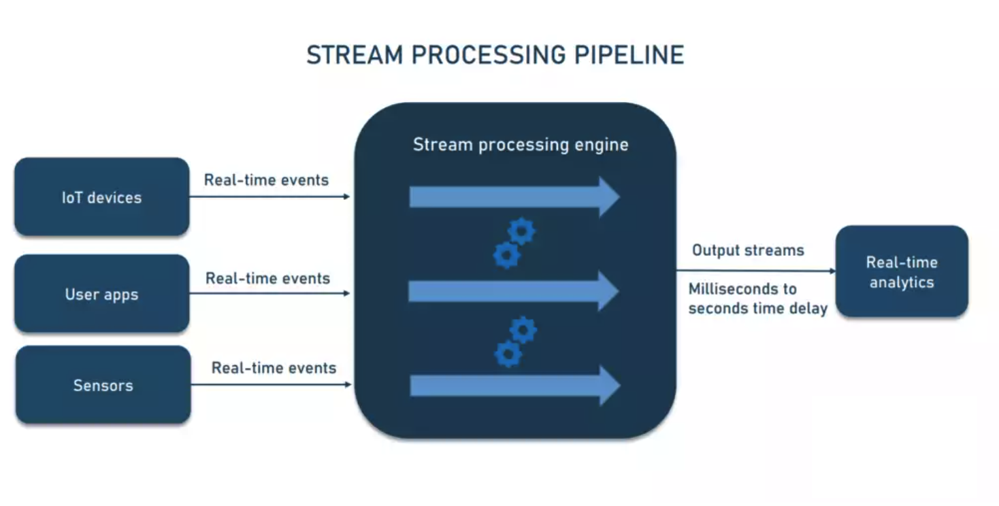 STREAM PROCESSING PIPELINE
Stream processing engine
IoT devices
Real-time events
User apps
Real-time events
Sensors
Real-time events
Output streams
Milliseconds to
seconds time delay
Real-time
analytics